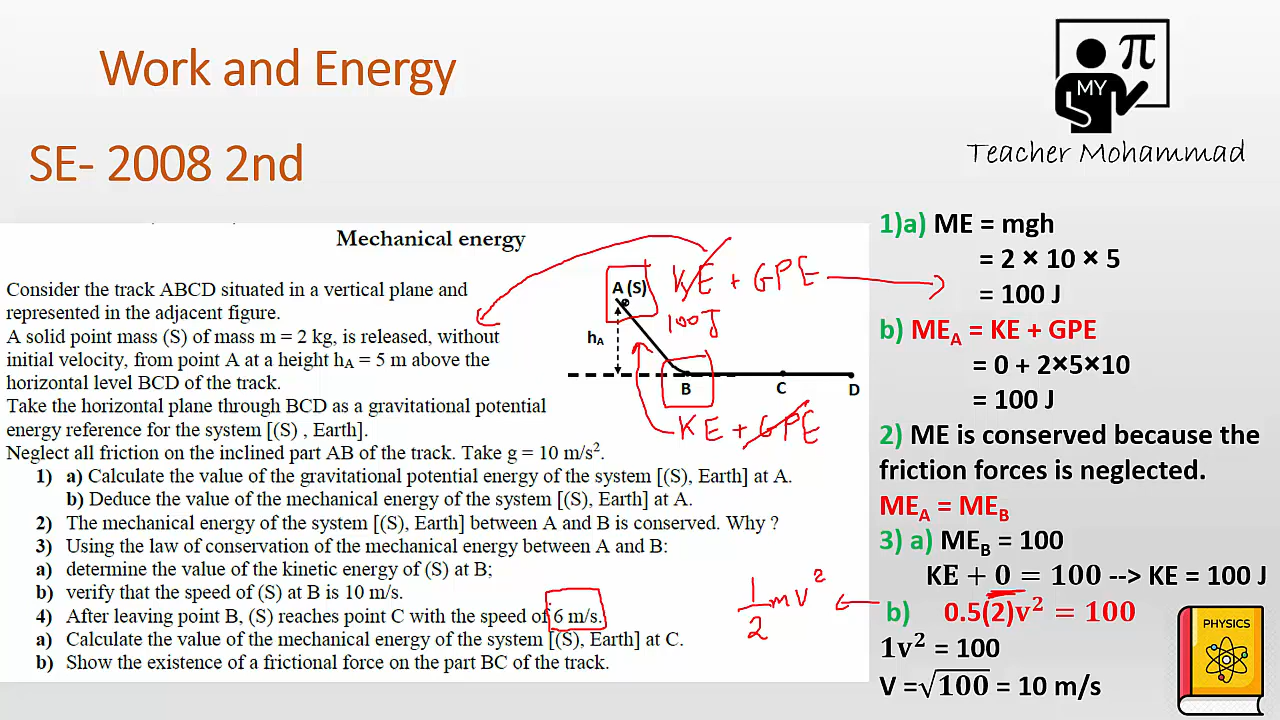 Work and Energy
SE- 2008 2nd
MY
π
Teacher Mohammad
Mechanical energy
Consider the track ABCD situated in a vertical plane and
represented in the adjacent figure.
A solid point mass (S) of mass m = 2 kg, is released, without
initial velocity, from point A at a height hA = 5 m above the
horizontal level BCD of the track.
Take the horizontal plane through BCD as a gravitational potential
energy reference for the system [(S) , Earth].
Neglect all friction on the inclined part AB of the track. Take g = 10 m/s².
1) a) Calculate the value of the gravitational potential energy of the system [(S), Earth] at A.
b) Deduce the value of the mechanical energy of the system [(S), Earth] at A.
2) The mechanical energy of the system [(S), Earth] between A and B is conserved. Why ?
3) Using the law of conservation of the mechanical energy between A and B:
a) determine the value of the kinetic energy of (S) at B;
b) verify that the speed of (S) at B is 10 m/s.
4) After leaving point B, (S) reaches point C with the speed of 6 m/s.
a) Calculate the value of the mechanical energy of the system [(S), Earth] at C.
b) Show the existence of a frictional force on the part BC of the track.
A (S)
KE + GPE
100J
hA
B
C
D
KE + GPE
1/2 mv²
1)a) ME = mgh
= 2 × 10 × 5
= 100 J
b) MEA = KE + GPE
= 0 + 2×5×10
= 100 J
2) ME is conserved because the
friction forces is neglected.
MEA = MEB
3) a) MEB = 100
KE + 0 = 100 --> KE = 100 J
b) 0.5(2)v² = 100
1v² = 100
V =√100 = 10 m/s
PHYSICS